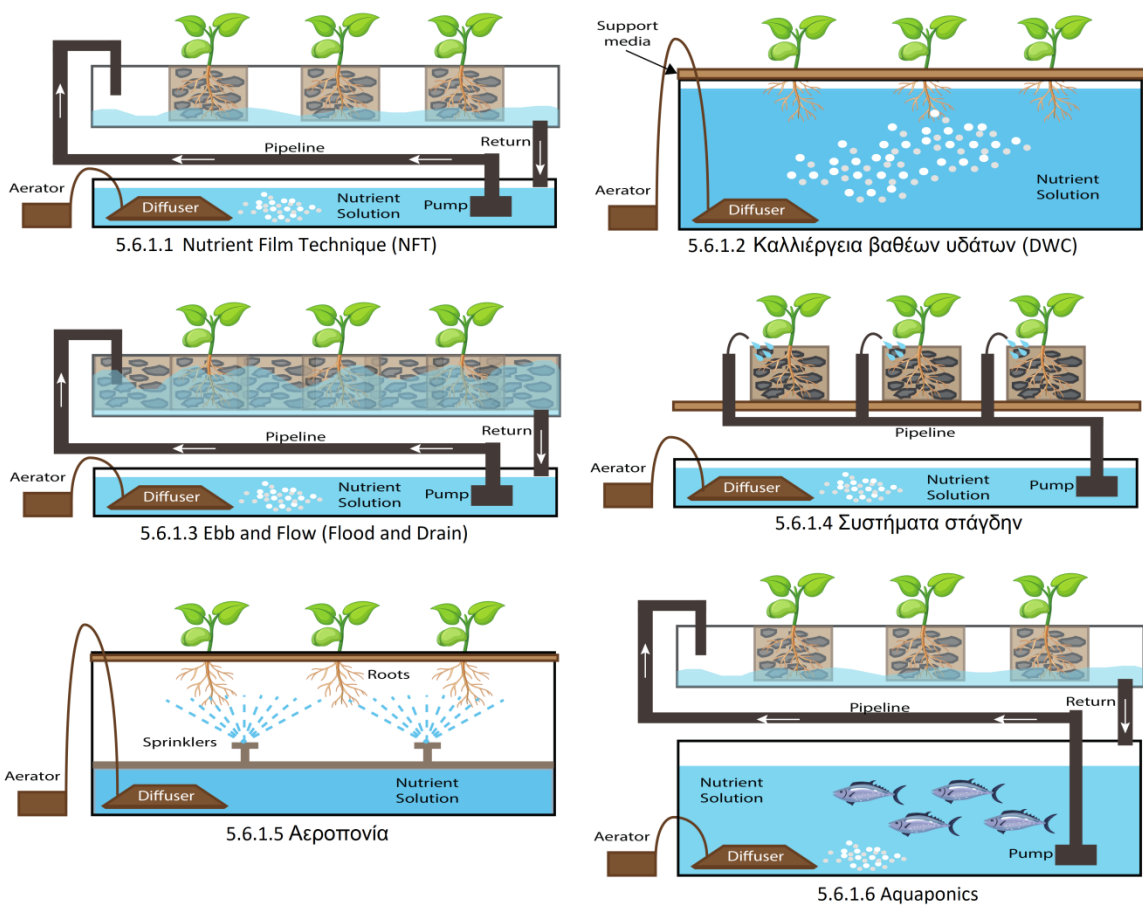 Pipeline
Return
Aerator
Diffuser
Nutrient
Solution
Pump
5.6.1.1 Nutrient Film Technique (NFT)
Support
media
Aerator
Diffuser
Nutrient
Solution
5.6.1.2 Καλλιέργεια βαθέων υδάτων (DWC)
Pipeline
Return
Aerator
Diffuser
Nutrient
Solution
Pump
5.6.1.3 Ebb and Flow (Flood and Drain)
Pipeline
Aerator
Diffuser
Nutrient
Solution
Pump
5.6.1.4 Συστήματα στάγδην
Roots
Sprinklers
Aerator
Diffuser
Nutrient
Solution
5.6.1.5 Αεροπονία
Pipeline
Return
Nutrient
Solution
Aerator
Diffuser
Pump
5.6.1.6 Aquaponics